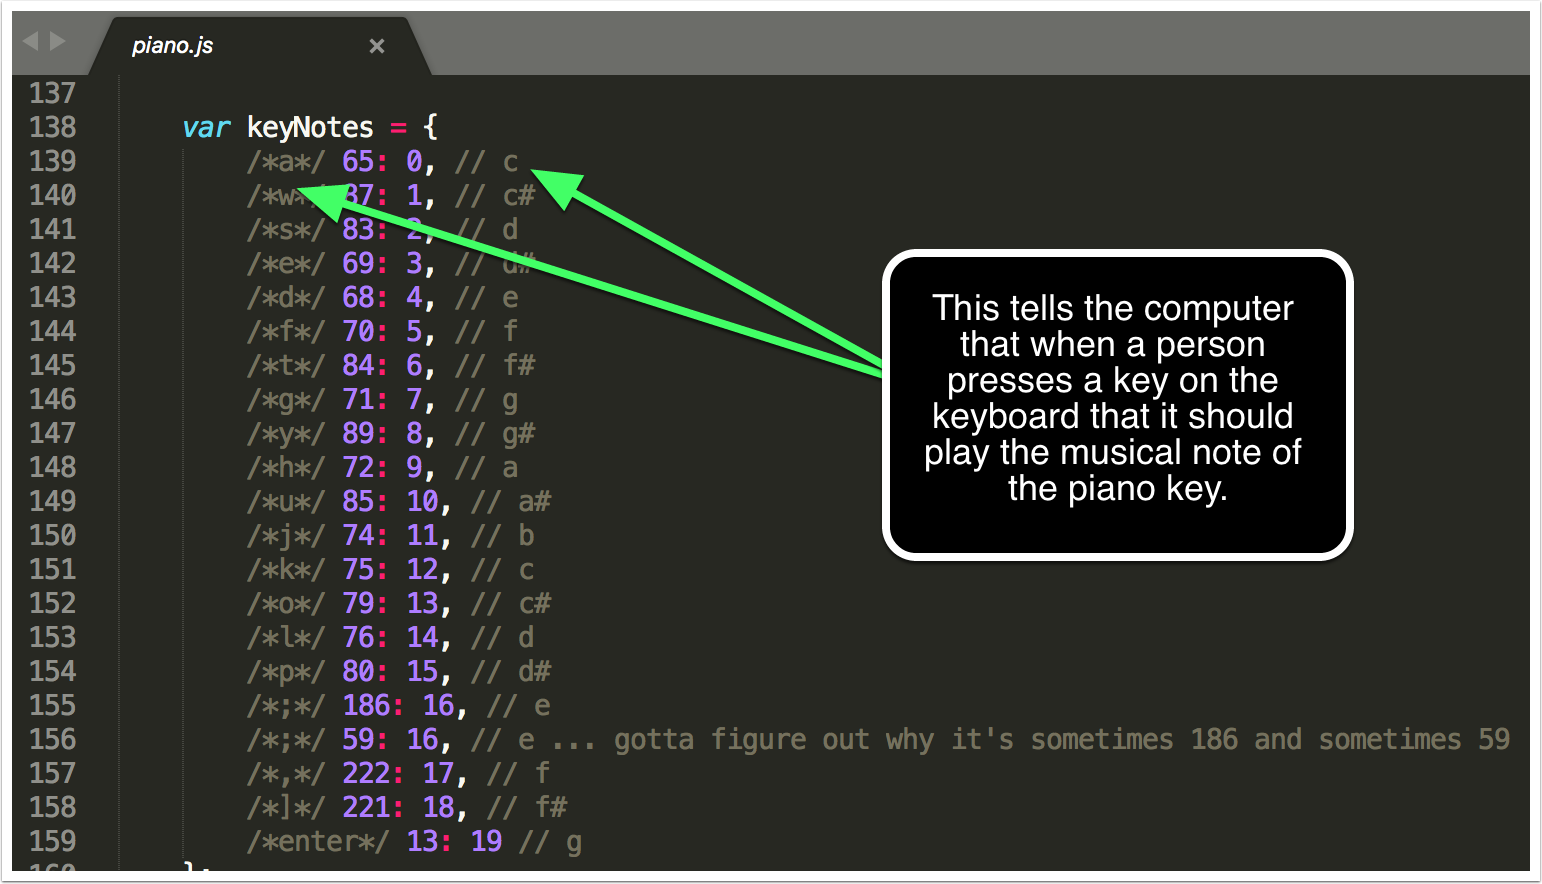 piano.js ×
137
138 var keyNotes = {
139 /*a*/ 65: 0, // c
140 /*w*/ 87: 1, // c#
141 /*s*/ 83: 2, // d
142 /*e*/ 69: 3, // d#
143 /*d*/ 68: 4, // e
144 /*f*/ 70: 5, // f
145 /*t*/ 84: 6, // f#
146 /*g*/ 71: 7, // g
147 /*y*/ 89: 8, // g#
148 /*h*/ 72: 9, // a
149 /*u*/ 85: 10, // a#
150 /*j*/ 74: 11, // b
151 /*k*/ 75: 12, // c
152 /*o*/ 79: 13, // c#
153 /*l*/ 76: 14, // d
154 /*p*/ 80: 15, // d#
155 /*;*/ 186: 16, // e
156 /*;*/ 59: 16, // e ... gotta figure out why it's sometimes 186 and sometimes 59
157 /*,*/ 222: 17, // f
158 /*]*/ 221: 18, // f#
159 /*enter*/ 13: 19 // g
160 };
This tells the computer
that when a person
presses a key on the
keyboard that it should
play the musical note of
the piano key.